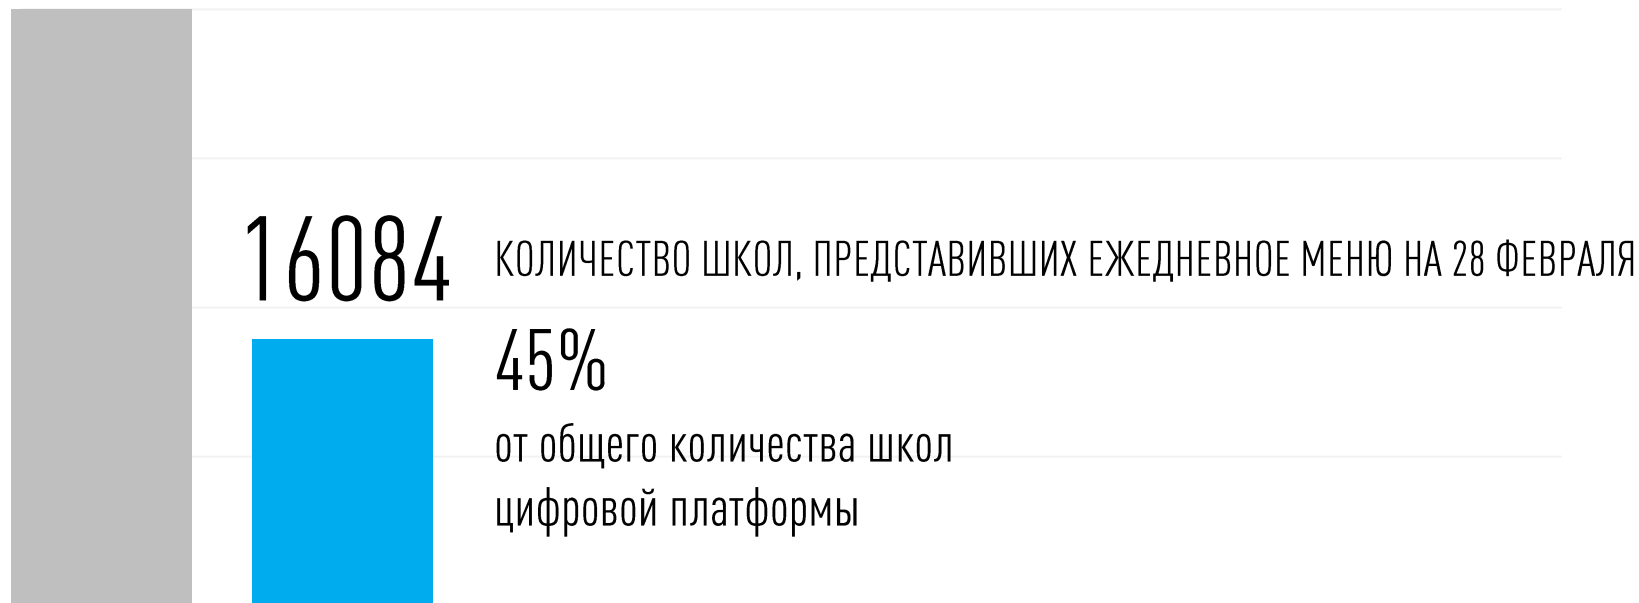 16084
КОЛИЧЕСТВО ШКОЛ, ПРЕДСТАВИВШИХ ЕЖЕДНЕВНОЕ МЕНЮ НА 28 ФЕВРАЛЯ
45%
от общего количества школ
цифровой платформы